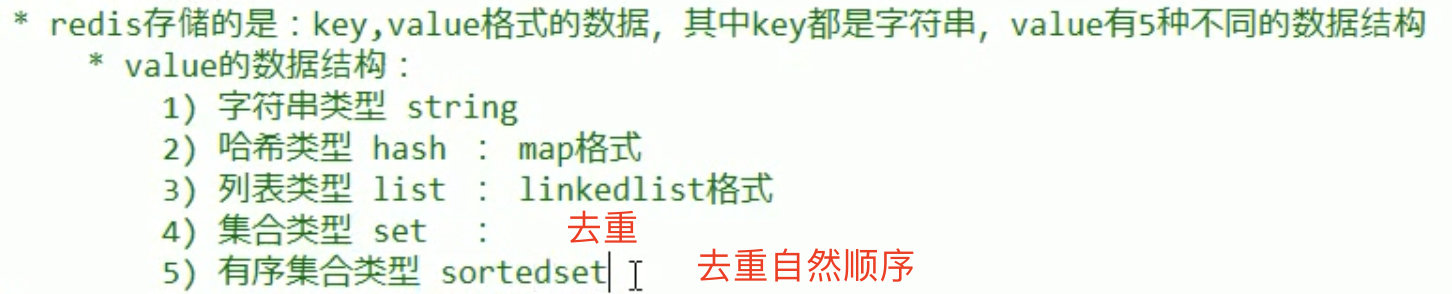 * redis存储的是：key,value格式的数据，其中key都是字符串，value有5种不同的数据结构
* value的数据结构：
1) 字符串类型 string
2) 哈希类型 hash ： map格式
3) 列表类型 list ： linkedlist格式
4) 集合类型 set ： 去重
5) 有序集合类型 sortedset 去重自然顺序